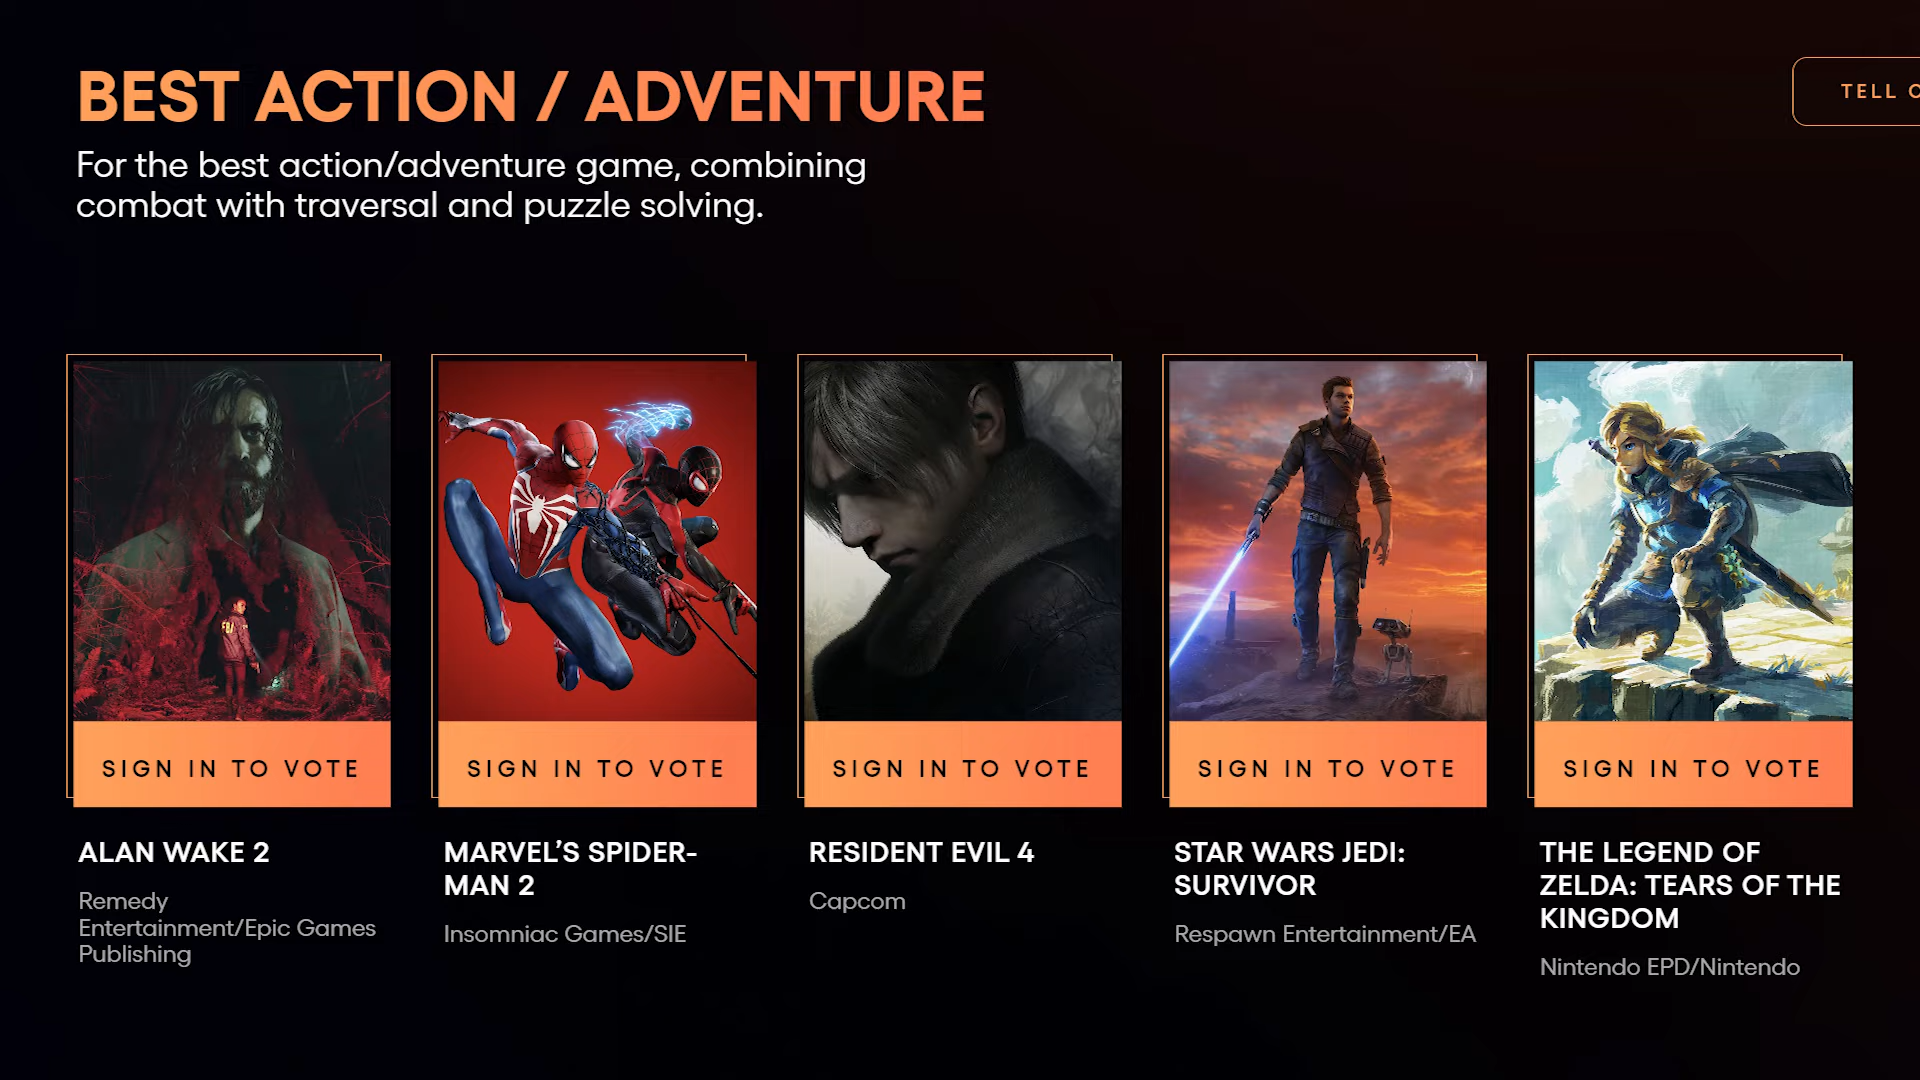 BEST ACTION / ADVENTURE
TELL
For the best action/adventure game, combining
combat with traversal and puzzle solving.
FBI
SIGN IN TO VOTE
SIGN IN TO VOTE
SIGN IN TO VOTE
SIGN IN TO VOTE
SIGN IN TO VOTE
ALAN WAKE 2
Remedy
Entertainment/Epic Games
Publishing
MARVEL’S SPIDER-
MAN 2
Insomniac Games/SIE
RESIDENT EVIL 4
Capcom
STAR WARS JEDI:
SURVIVOR
Respawn Entertainment/EA
THE LEGEND OF
ZELDA: TEARS OF THE
KINGDOM
Nintendo EPD/Nintendo